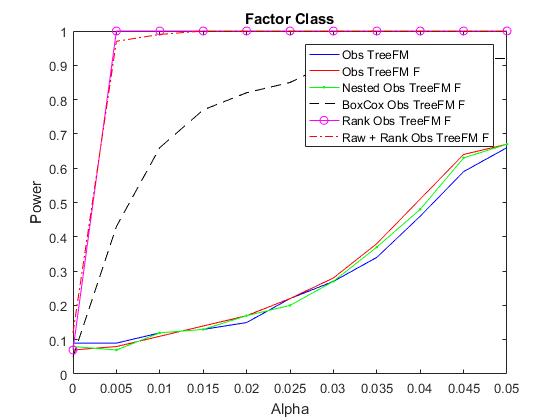 Factor Class
Power
1
0.9
0.8
0.7
0.6
0.5
0.4
0.3
0.2
0.1
0
Obs TreeFM
Obs TreeFM F
Nested Obs TreeFM F
BoxCox Obs TreeFM F
Rank Obs TreeFM F
Raw + Rank Obs TreeFM F
0 0.005 0.01 0.015 0.02 0.025 0.03 0.035 0.04 0.045 0.05
Alpha